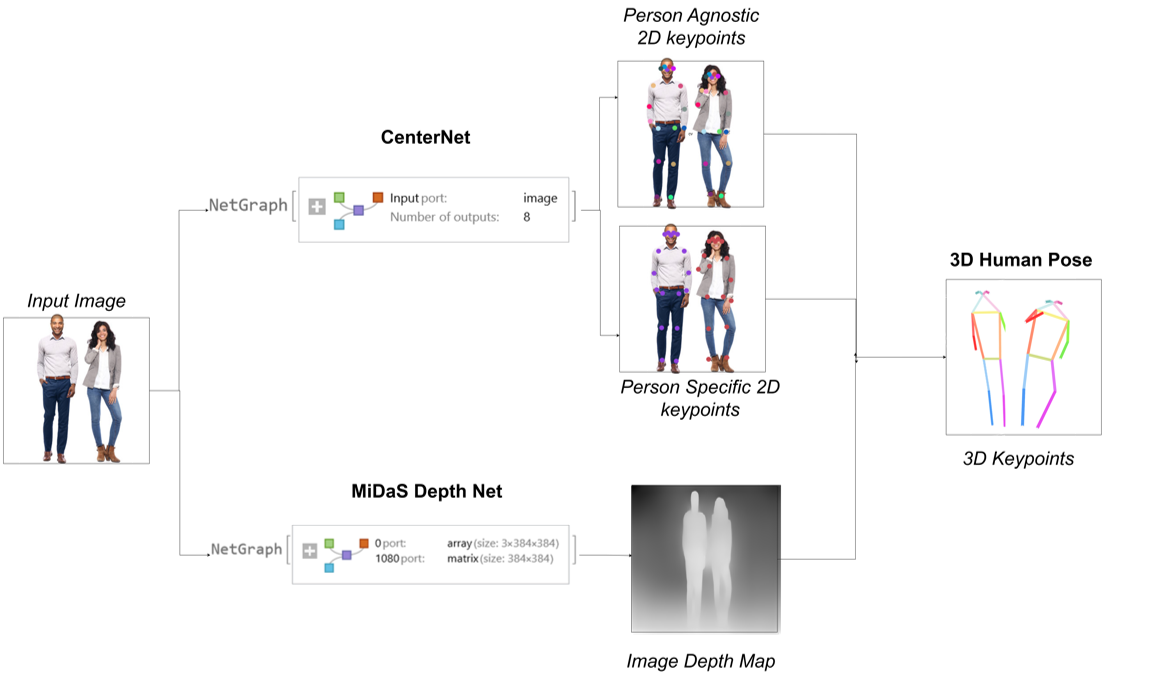 Person Agnostic
2D keypoints
CenterNet
NetGraph[
Input port: image
Number of outputs: 8
]
Input Image
Person Specific 2D
keypoints
3D Human Pose
3D Keypoints
MiDaS Depth Net
NetGraph[
0 port: array (size: 3×384×384)
1080 port: matrix (size: 384×384)
]
Image Depth Map